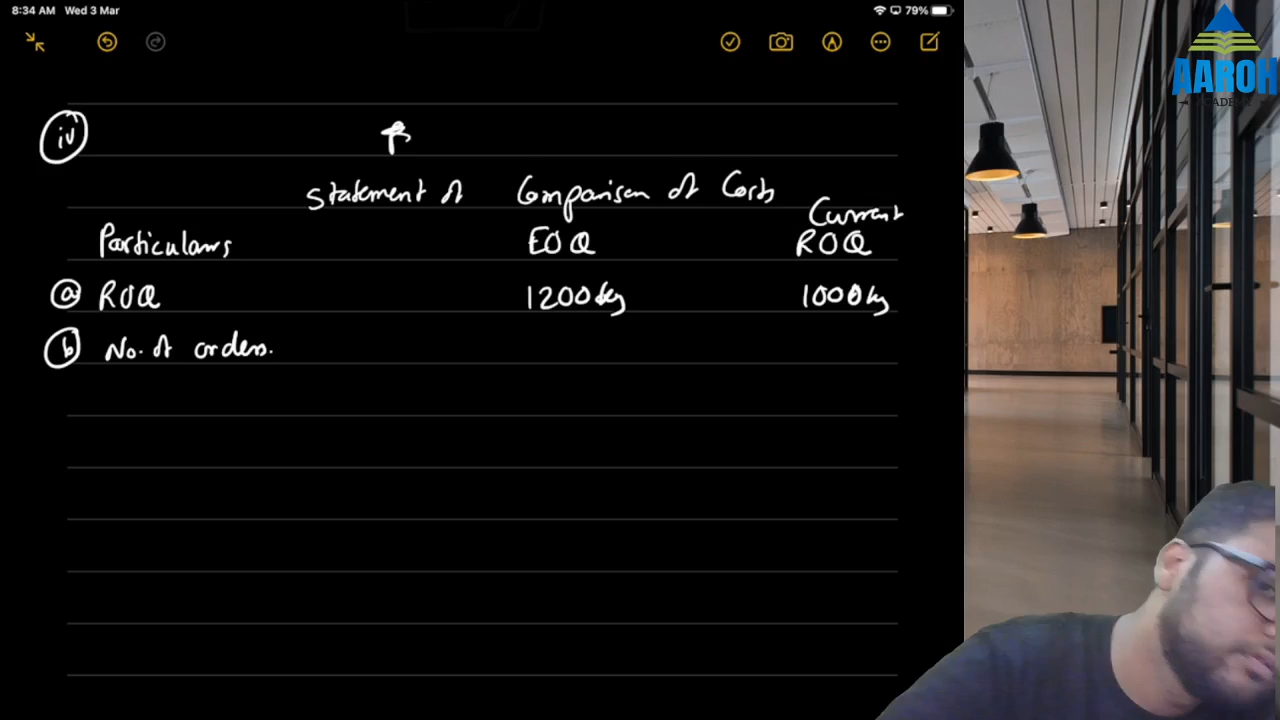 8:34 AM Wed 3 Mar
79%
AAROH
ACADEMY
iv
Statement of Comparison of Costs
Current
Particulars EOQ ROQ
a ROQ 1200kg 1000kg
b No. of orders.